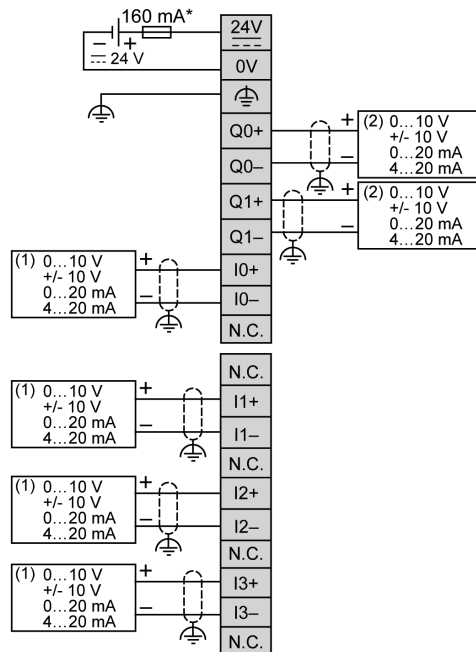 160 mA*
– +
24 V
24V
0V
Q0+
Q0–
Q1+
Q1–
I0+
I0–
N.C.
+
–
(2) 0...10 V
+/- 10 V
0...20 mA
4...20 mA
+
–
(2) 0...10 V
+/- 10 V
0...20 mA
4...20 mA
(1) 0...10 V
+/- 10 V
0...20 mA
4...20 mA
+
–
N.C.
I1+
I1–
N.C.
I2+
I2–
N.C.
I3+
I3–
N.C.
(1) 0...10 V
+/- 10 V
0...20 mA
4...20 mA
+
–
(1) 0...10 V
+/- 10 V
0...20 mA
4...20 mA
+
–
(1) 0...10 V
+/- 10 V
0...20 mA
4...20 mA
+
–